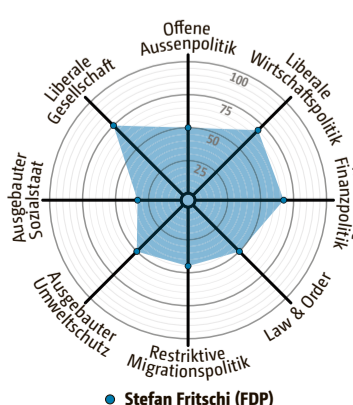 Offene
Aussenpolitik
Liberale
Wirtschaftspolitik
Liberale
Gesellschaft
100
75
50
25
Finanzpolitik
Ausgebauter
Sozialstaat
Law & Order
Ausgebauter
Umweltschutz
Restriktive
Migrationspolitik
Stefan Fritschi (FDP)